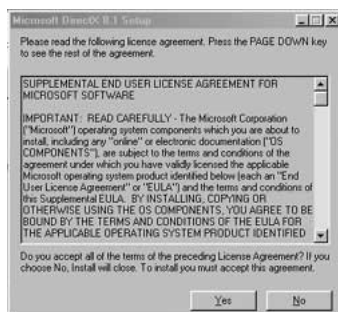 Microsoft DirectX 8.1 Setup
Please read the following license agreement. Press the PAGE DOWN key
to see the rest of the agreement.
SUPPLEMENTAL END USER LICENSE AGREEMENT FOR
MICROSOFT SOFTWARE
IMPORTANT: READ CAREFULLY - The Microsoft Corporation
("Microsoft") operating system components which you are about to
install, including any "online" or electronic documentation ("OS
COMPONENTS"), are subject to the terms and conditions of the
agreement under which you have validly licensed the applicable
Microsoft operating system product identified below (each an "End
User License Agreement" or "EULA") and the terms and conditions of
this Supplemental EULA. BY INSTALLING, COPYING OR
OTHERWISE USING THE OS COMPONENTS, YOU AGREE TO BE
BOUND BY THE TERMS AND CONDITIONS OF THE EULA FOR
THE APPLICABLE OPERATING SYSTEM PRODUCT IDENTIFIED
Do you accept all of the terms of the preceding License Agreement? If you
choose No, Install will close. To install you must accept this agreement.
Yes No